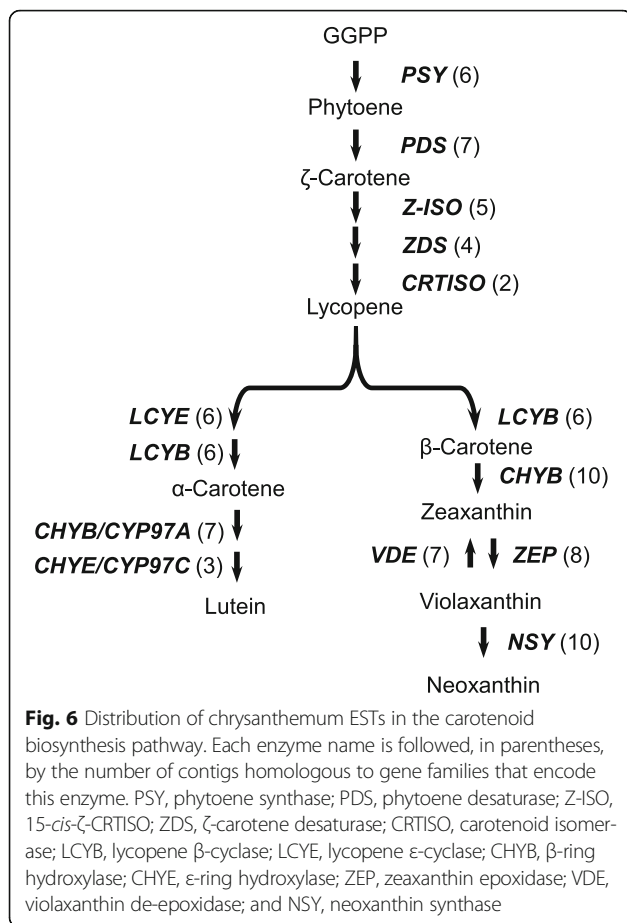 GGPP
PSY (6)
Phytoene
PDS (7)
ζ-Carotene
Z-ISO (5)
ZDS (4)
CRTISO (2)
Lycopene
LCYE (6)
LCYB (6)
α-Carotene
CHYB/CYP97A (7)
CHYE/CYP97C (3)
Lutein
LCYB (6)
β-Carotene
CHYB (10)
Zeaxanthin
VDE (7) ZEP (8)
Violaxanthin
NSY (10)
Neoxanthin
Fig. 6 Distribution of chrysanthemum ESTs in the carotenoid
biosynthesis pathway. Each enzyme name is followed, in parentheses,
by the number of contigs homologous to gene families that encode
this enzyme. PSY, phytoene synthase; PDS, phytoene desaturase; Z-ISO,
15-cis-ζ-CRTISO; ZDS, ζ-carotene desaturase; CRTISO, carotenoid isomer-
ase; LCYB, lycopene β-cyclase; LCYE, lycopene ε-cyclase; CHYB, β-ring
hydroxylase; CHYE, ε-ring hydroxylase; ZEP, zeaxanthin epoxidase; VDE,
violaxanthin de-epoxidase; and NSY, neoxanthin synthase